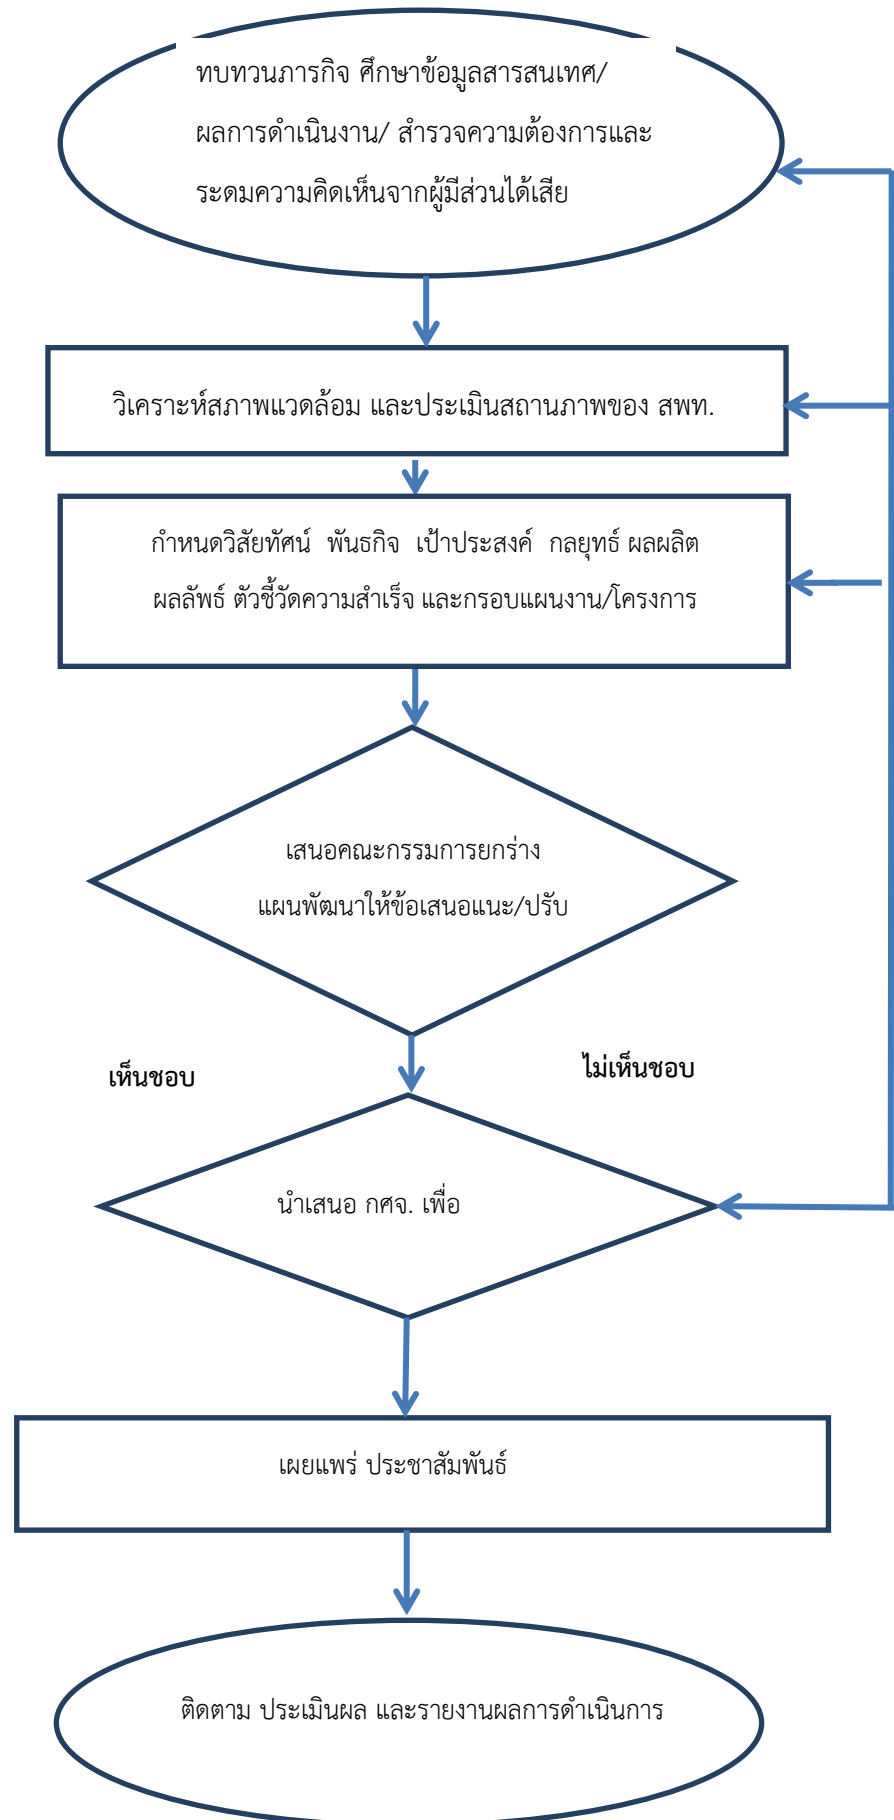 ทบทวนภารกิจ ศึกษาข้อมูลสารสนเทศ/
ผลการดำเนินงาน/ สำรวจความต้องการและ
ระดมความคิดเห็นจากผู้มีส่วนได้เสีย
วิเคราะห์สภาพแวดล้อม และประเมินสถานภาพของ สพท.
กำหนดวิสัยทัศน์ พันธกิจ เป้าประสงค์ กลยุทธ์ ผลผลิต
ผลลัพธ์ ตัวชี้วัดความสำเร็จ และกรอบแผนงาน/โครงการ
เสนอคณะกรรมการยกร่าง
แผนพัฒนาให้ข้อเสนอแนะ/ปรับ
เห็นชอบ
ไม่เห็นชอบ
นำเสนอ กศจ. เพื่อ
เผยแพร่ ประชาสัมพันธ์
ติดตาม ประเมินผล และรายงานผลการดำเนินการ